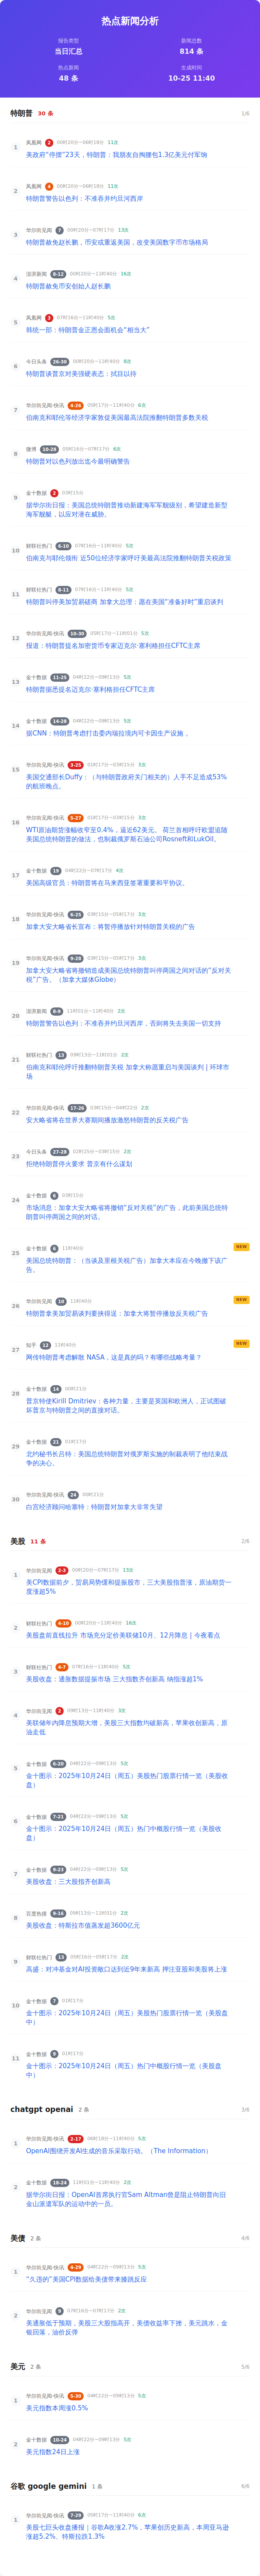 热点新闻分析
报告类型
当日汇总
新闻总数
814 条
热点新闻
48 条
生成时间
10-25 11:40
特朗普 30 条 1/6
1
凤凰网 2 00时20分~06时18分 11次
美政府“停摆”23天，特朗普：我朋友自掏腰包1.3亿美元付军饷
2
凤凰网 4 00时20分~06时18分 11次
特朗普警告以色列：不准吞并约旦河西岸
3
华尔街见闻 7 00时20分~07时17分 13次
特朗普赦免赵长鹏，币安或重返美国，改变美国数字币市场格局
4
澎湃新闻 8-12 00时20分~11时40分 16次
特朗普赦免币安创始人赵长鹏
5
凤凰网 3 07时16分~11时40分 5次
韩统一部：特朗普金正恩会面机会“相当大”
6
今日头条 26-30 00时20分~11时40分 8次
特朗普谈普京对美强硬表态：拭目以待
7
华尔街见闻-快讯 4-26 05时17分~11时40分 6次
伯南克和耶伦等经济学家敦促美国最高法院推翻特朗普多数关税
8
微博 10-28 05时16分~07时17分 6次
特朗普对以色列放出迄今最明确警告
9
金十数据 2 03时15分
据华尔街日报：美国总统特朗普推动新建海军军舰级别，希望建造新型
海军舰艇，以应对潜在威胁。
10
财联社热门 6-10 07时16分~11时40分 5次
伯南克与耶伦领衔 近50位经济学家呼吁美最高法院推翻特朗普关税政策
11
财联社热门 8-11 07时16分~11时40分 5次
特朗普叫停美加贸易磋商 加拿大总理：愿在美国“准备好时”重启谈判
12
华尔街见闻-快讯 10-30 05时17分~11时01分 5次
报道：特朗普提名加密货币专家迈克尔·塞利格担任CFTC主席
13
金十数据 11-25 04时22分~09时13分 5次
特朗普据悉提名迈克尔·塞利格担任CFTC主席
14
金十数据 14-28 04时22分~09时13分 5次
据CNN：特朗普考虑打击委内瑞拉境内可卡因生产设施 。
15
华尔街见闻-快讯 3-25 01时17分~03时15分 3次
美国交通部长Duffy：（与特朗普政府关门相关的）人手不足造成53%
的航班晚点。
16
华尔街见闻-快讯 5-27 01时17分~03时15分 3次
WTI原油期货涨幅收窄至0.4%，逼近62美元。 荷兰首相呼吁欧盟追随
美国总统特朗普的做法，也制裁俄罗斯石油公司Rosneft和LukOil。
17
金十数据 19 04时22分~07时17分 4次
美国高级官员：特朗普将在马来西亚签署重要和平协议。
18
华尔街见闻-快讯 6-25 03时15分~05时17分 3次
加拿大安大略省长宣布：将暂停播放针对特朗普关税的广告
19
华尔街见闻-快讯 9-28 03时15分~05时17分 3次
加拿大安大略省将撤销造成美国总统特朗普叫停两国之间对话的“反对关
税”广告。（加拿大媒体Globe）
20
澎湃新闻 8-9 11时01分~11时40分 2次
特朗普警告以色列：不准吞并约旦河西岸，否则将失去美国一切支持
21
财联社热门 13 09时13分~11时01分 2次
伯南克和耶伦呼吁推翻特朗普关税 加拿大称愿重启与美国谈判 | 环球市
场
22
华尔街见闻-快讯 17-26 03时15分~04时22分 2次
安大略省将在世界大赛期间播放激怒特朗普的反关税广告
23
今日头条 27-28 02时25分~03时15分 2次
拒绝特朗普停火要求 普京有什么谋划
24
金十数据 6 03时15分
市场消息：加拿大安大略省将撤销“反对关税”的广告，此前美国总统特
朗普叫停两国之间的对话。
25
金十数据 6 11时40分 NEW
美国总统特朗普：（当谈及里根关税广告）加拿大本应在今晚撤下该广
告。
26
华尔街见闻 10 11时40分 NEW
特朗普拿美加贸易谈判要挟得逞：加拿大将暂停播放反关税广告
27
知乎 12 11时40分 NEW
网传特朗普考虑解散 NASA，这是真的吗？有哪些战略考量？
28
金十数据 14 00时21分
普京特使Kirill Dmitriev：各种力量，主要是英国和欧洲人，正试图破
坏普京与特朗普之间的直接对话。
29
金十数据 21 01时17分
北约秘书长吕特：美国总统特朗普对俄罗斯实施的制裁表明了他结束战
争的决心。
30
华尔街见闻-快讯 24 00时21分
白宫经济顾问哈塞特：特朗普对加拿大非常失望
美股 11 条 2/6
1
华尔街见闻 2-3 00时20分~07时17分 13次
美CPI数据前夕，贸易局势缓和提振股市，三大美股指普涨，原油期货一
度涨超5%
2
财联社热门 4-10 00时20分~11时40分 16次
美股盘前直线拉升 市场充分定价美联储10月、12月降息 | 今夜看点
3
财联社热门 4-7 07时16分~11时40分 5次
美股收盘：通胀数据提振市场 三大指数齐创新高 纳指涨超1%
4
华尔街见闻 2 09时13分~11时40分 3次
美联储年内降息预期大增，美股三大指数均破新高，苹果收创新高，原
油走低
5
金十数据 6-20 04时22分~09时13分 5次
金十图示：2025年10月24日（周五）美股热门股票行情一览（美股收
盘）
6
金十数据 7-21 04时22分~09时13分 5次
金十图示：2025年10月24日（周五）热门中概股行情一览（美股收
盘）
7
金十数据 9-23 04时22分~09时13分 5次
美股收盘：三大股指齐创新高
8
百度热搜 9-16 09时13分~11时01分 2次
美股收盘：特斯拉市值蒸发超3600亿元
9
财联社热门 13 05时16分~05时17分 2次
高盛：对冲基金对AI投资敞口达到近9年来新高 押注亚股和美股将上涨
10
金十数据 7 01时17分
金十图示：2025年10月24日（周五）美股热门股票行情一览（美股盘
中）
11
金十数据 9 01时17分
金十图示：2025年10月24日（周五）热门中概股行情一览（美股盘
中）
chatgpt openai 2 条 3/6
1
华尔街见闻-快讯 2-17 06时18分~11时40分 5次
OpenAI围绕开发AI生成的音乐采取行动。（The Information）
2
金十数据 18-24 11时01分~11时40分 2次
据华尔街日报：OpenAI首席执行官Sam Altman曾是阻止特朗普向旧
金山派遣军队的运动中的一员。
美债 2 条 4/6
1
华尔街见闻-快讯 4-29 04时22分~09时13分 5次
“久违的”美国CPI数据给美债带来膝跳反应
2
华尔街见闻 9 07时16分~07时17分 2次
美通胀低于预期，美股三大股指高开，美债收益率下挫，美元跳水，金
银回落，油价反弹
美元 2 条 5/6
1
华尔街见闻-快讯 5-30 04时22分~09时13分 5次
美元指数本周涨0.5%
2
金十数据 10-24 04时22分~09时13分 5次
美元指数24日上涨
谷歌 google gemini 1 条 6/6
1
华尔街见闻-快讯 7-29 05时17分~11时40分 6次
美股七巨头收盘播报｜谷歌A收涨2.7%，苹果创历史新高，本周亚马逊
涨超5.2%、特斯拉跌1.3%